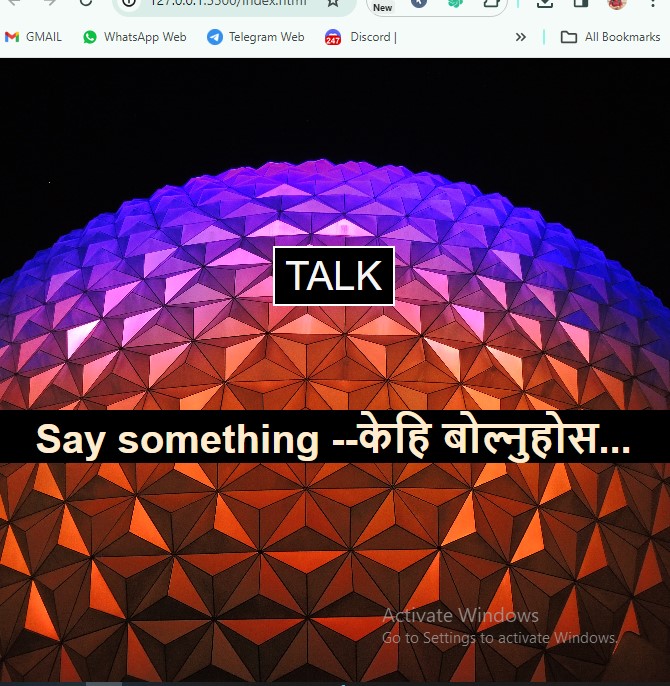 127.0.0.1:5500/index.html
New
GMAIL WhatsApp Web Telegram Web 247 Discord | » All Bookmarks
TALK
Say something --केहि बोल्नुहोस...
Activate Windows
Go to Settings to activate Windows.